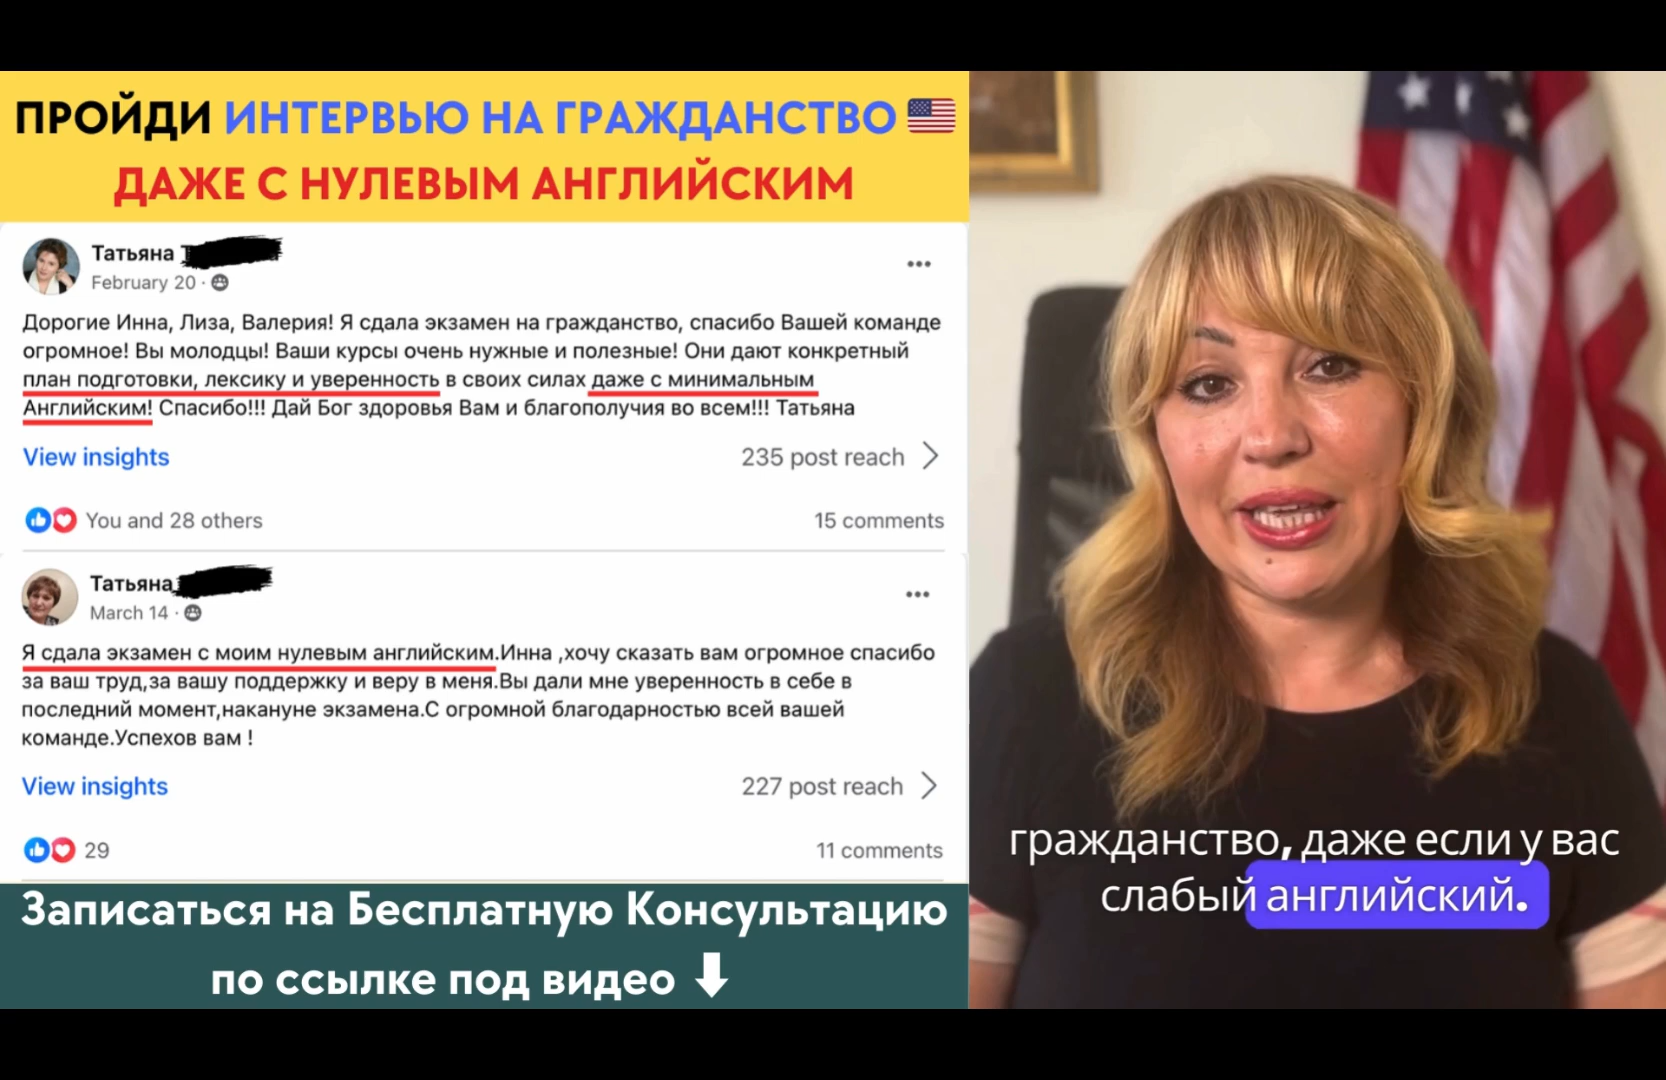 ПРОЙДИ ИНТЕРВЬЮ НА ГРАЖДАНСТВО
ДАЖЕ С НУЛЕВЫМ АНГЛИЙСКИМ
Татьяна
February 20 ·
Дорогие Инна, Лиза, Валерия! Я сдала экзамен на гражданство, спасибо Вашей команде
огромное! Вы молодцы! Ваши курсы очень нужные и полезные! Они дают конкретный
план подготовки, лексику и уверенность в своих силах даже с минимальным
Английским! Спасибо!!! Дай Бог здоровья Вам и благополучия во всем!!! Татьяна
View insights
235 post reach
You and 28 others
15 comments
Татьяна
March 14 ·
Я сдала экзамен с моим нулевым английским.Инна ,хочу сказать вам огромное спасибо
за ваш труд,за вашу поддержку и веру в меня.Вы дали мне уверенность в себе в
последний момент,накануне экзамена.С огромной благодарностью всей вашей
команде.Успехов вам !
View insights
227 post reach
29
11 comments
Записаться на Бесплатную Консультацию
по ссылке под видео
гражданство, даже если у вас
слабый английский.